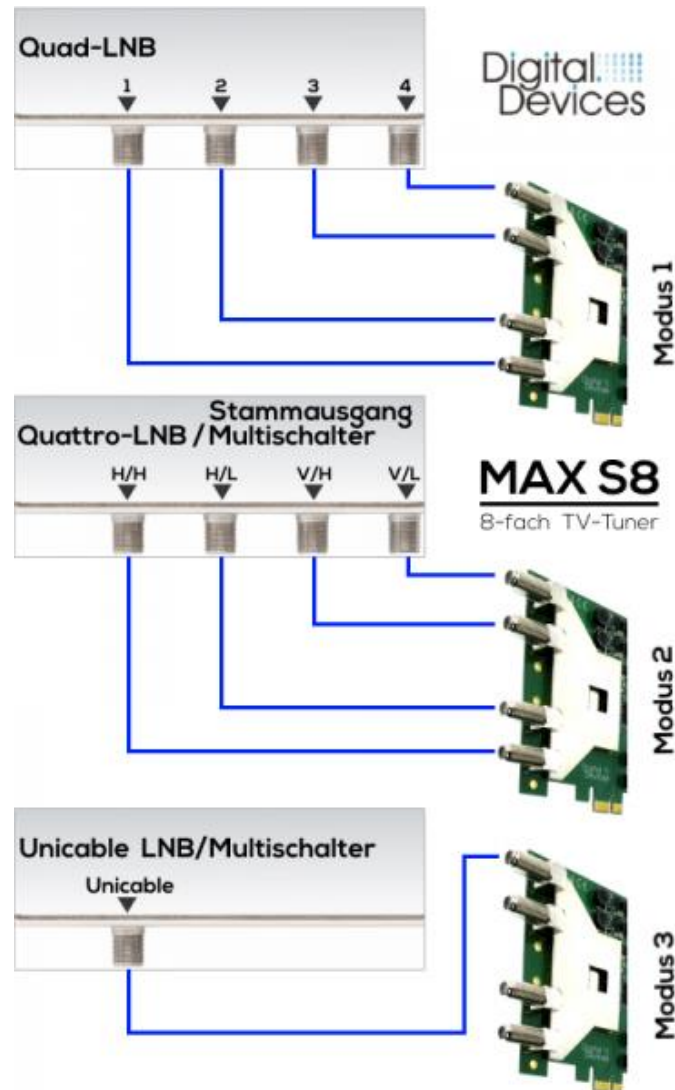 Quad-LNB
1 2 3 4
Digital
Devices
Modus 1
Stammausgang
Quattro-LNB / Multischalter
H/H H/L V/H V/L
MAX S8
8-fach TV-Tuner
Modus 2
Unicable LNB/Multischalter
Unicable
Modus 3